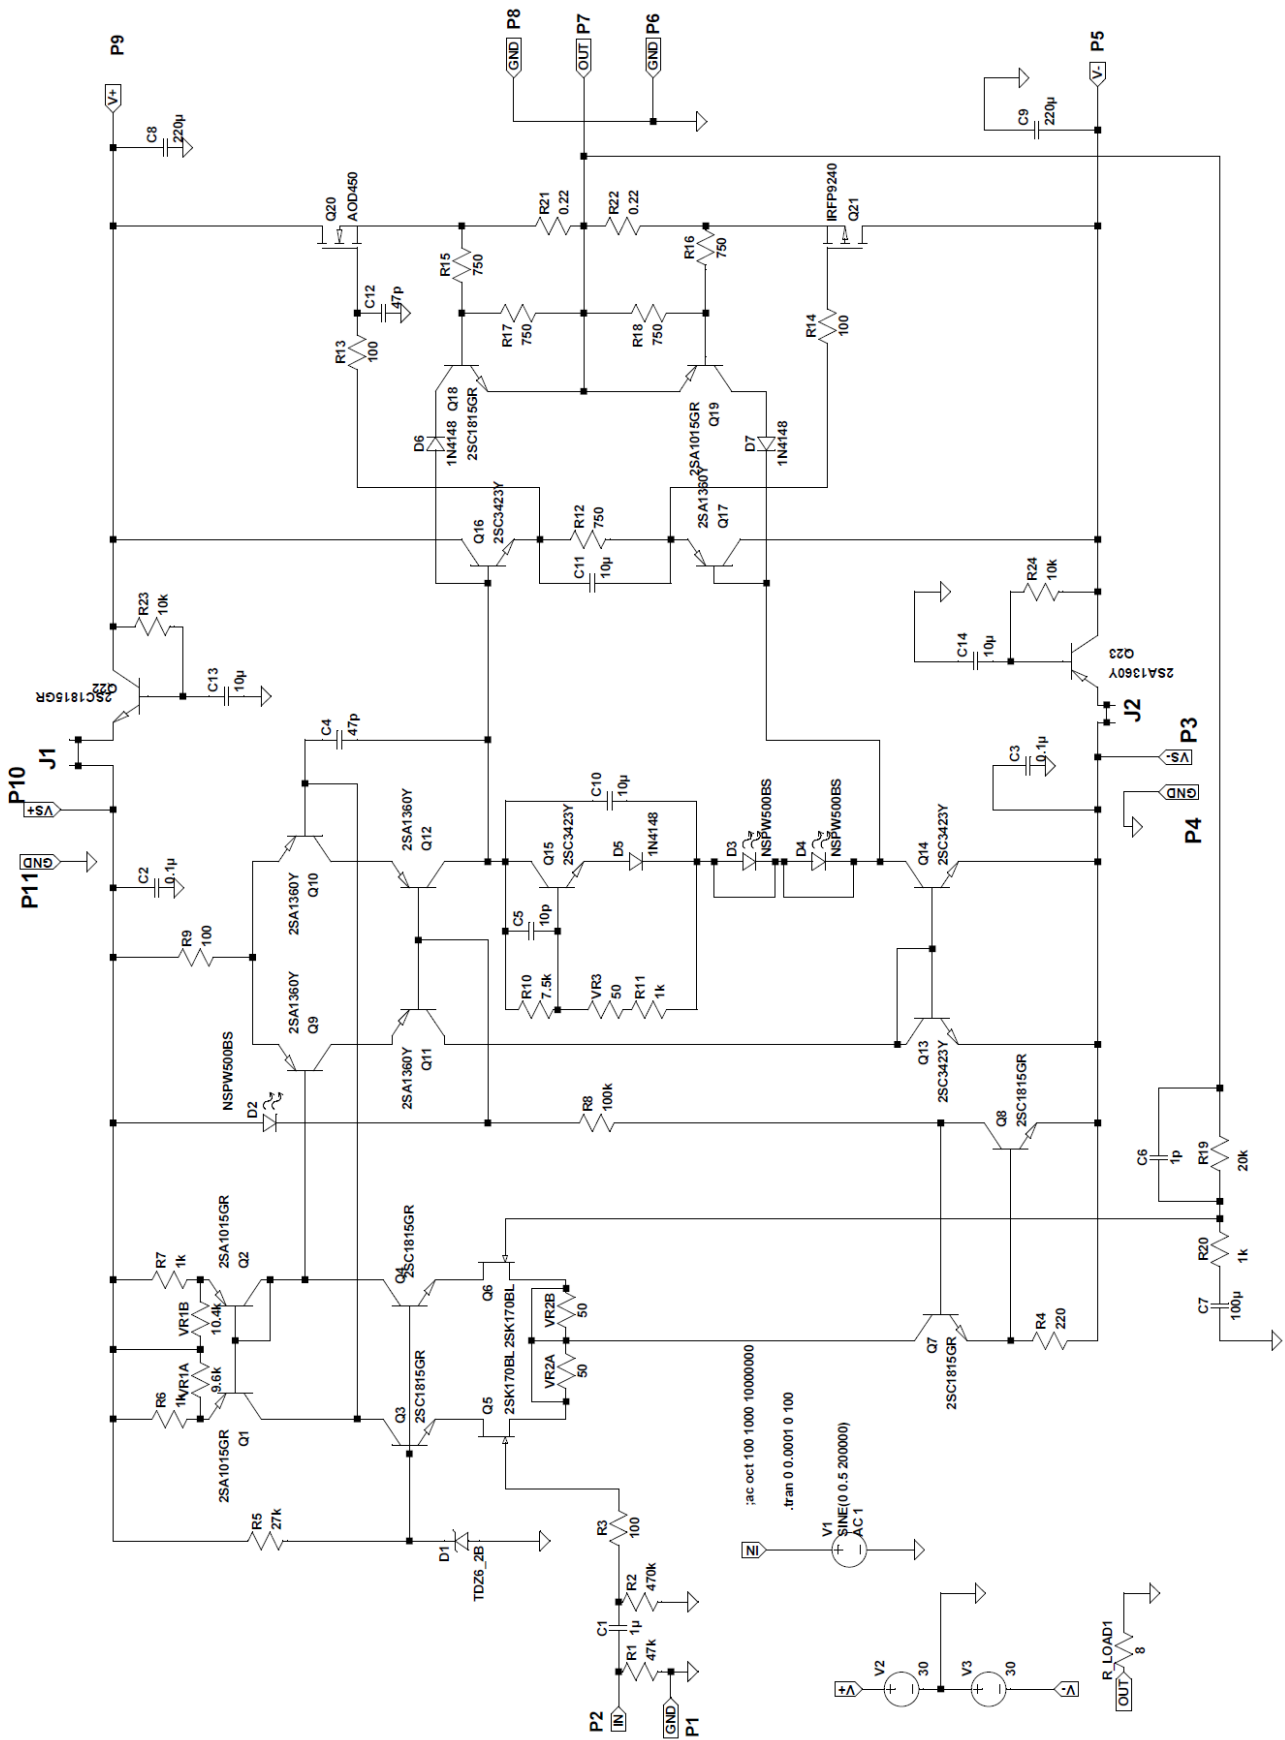 P8
P7
P6
GND
OUT
GND
P9
V+
P5
V-
C8
220µ
C9
220µ
Q20
AOD450
R21
0.22
R22
0.22
IRFP9240
Q21
R15
750
R16
750
C12
47p
R17
750
R18
750
R13
100
R14
100
Q18
2SC1815GR
2SA1015GR
Q19
D6
1N4148
D7
1N4148
Q16
2SC3423Y
R12
750
2SA1360Y
Q17
C11
10µ
R23
10k
R24
10k
Q22
2SC1815GR
C13
10µ
C14
10µ
Q23
2SA1360Y
J1
J2
P10
VS+
P3
VS-
C4
47p
C3
0.1µ
GND
P4
P11
GND
C2
0.1µ
2SA1360Y
Q10
2SA1360Y
Q12
C10
10µ
Q15
2SC3423Y
D5
1N4148
D3
NSPW500BS
D4
NSPW500BS
Q14
2SC3423Y
R9
100
C5
10p
2SA1360Y
Q9
R10
7.5k
VR3
50
R11
1k
2SA1360Y
Q11
Q13
2SC3423Y
NSPW500BS
D2
R8
100k
Q8
2SC1815GR
C6
1p
R19
20k
R7
1k
2SA1015GR
Q2
VR1B
10.4k
Q4
2SC1815GR
Q6
2SK170BL
VR2B
50
R20
1k
C7
100µ
R4
220
Q7
2SC1815GR
R6
1k
VR1A
9.6k
2SA1015GR
Q1
Q3
2SC1815GR
Q5
2SK170BL
VR2A
50
R5
27k
D1
TDZ6_2B
R3
100
;ac oct 100 1000 10000000
.tran 0 0.0001 0 100
IN
V1
SINE(0 0.5 200000)
AC 1
C1
1µ
R2
470k
R1
47k
P2
IN
GND
P1
V+
V2
30
V3
30
V-
R_LOAD1
8
OUT